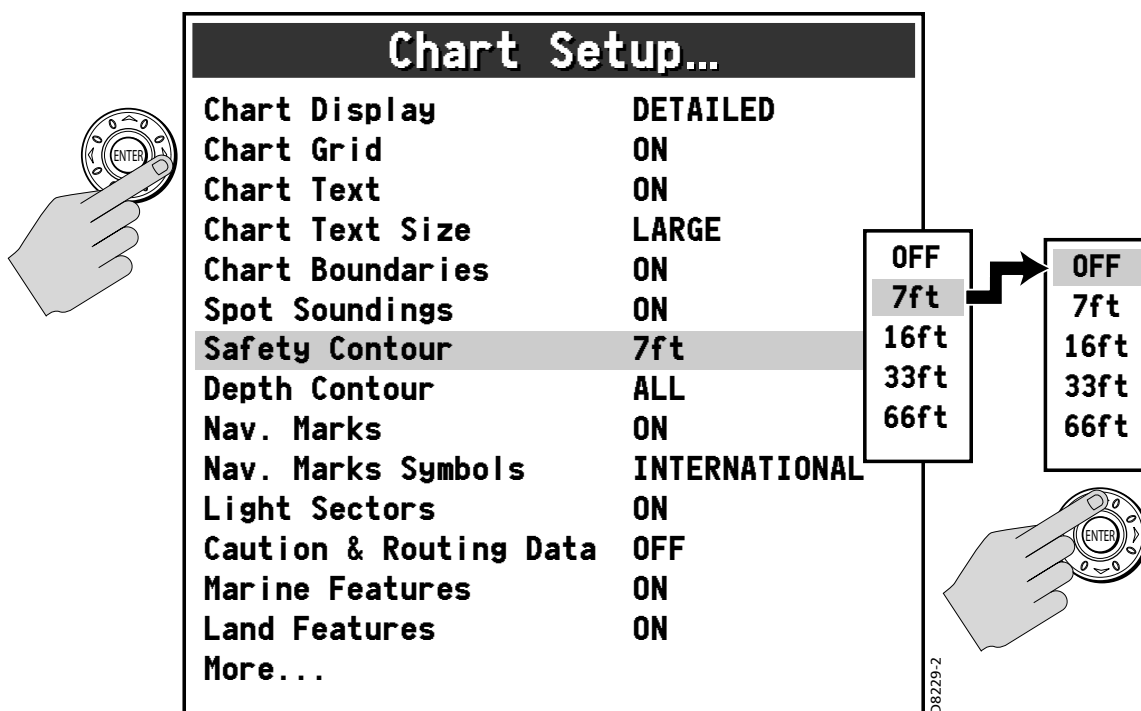 Chart Setup...
Chart Display DETAILED
Chart Grid ON
Chart Text ON
Chart Text Size LARGE
Chart Boundaries ON
Spot Soundings ON
Safety Contour 7ft
Depth Contour ALL
Nav. Marks ON
Nav. Marks Symbols INTERNATIONAL
Light Sectors ON
Caution & Routing Data OFF
Marine Features ON
Land Features ON
More...
ENTER
OFF
7ft
16ft
33ft
66ft
OFF
7ft
16ft
33ft
66ft
ENTER
D8229-2